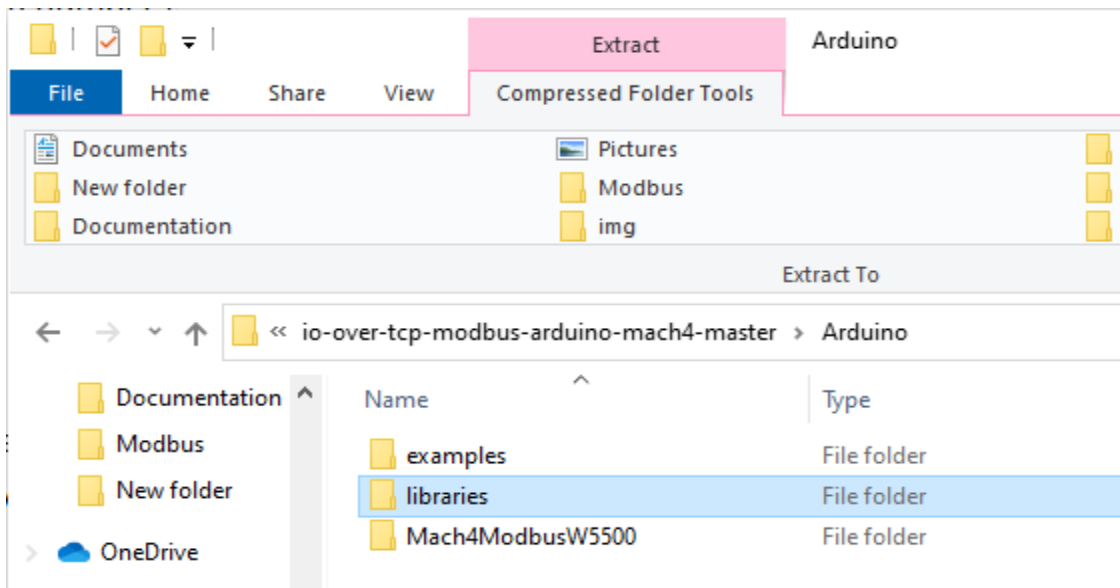 Extract
Arduino
File
Home
Share
View
Compressed Folder Tools
Documents
Pictures
New folder
Modbus
Documentation
img
Extract To
« io-over-tcp-modbus-arduino-mach4-master > Arduino
Documentation
Modbus
New folder
OneDrive
Name
Type
examples
File folder
libraries
File folder
Mach4ModbusW5500
File folder